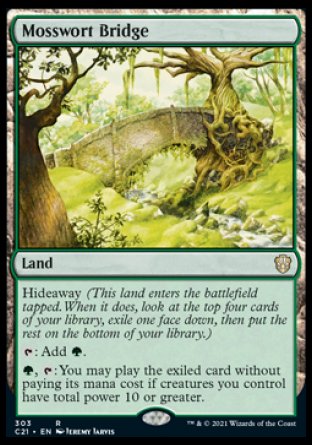 Mosswort Bridge
Land
Hideaway (This land enters the battlefield
tapped. When it does, look at the top four cards
of your library, exile one face down, then put the
rest on the bottom of your library.)
: Add .
, : You may play the exiled card without
paying its mana cost if creatures you control
have total power 10 or greater.
303 R
C21 • EN JEREMY JARVIS
™ & © 2021 Wizards of the Coast